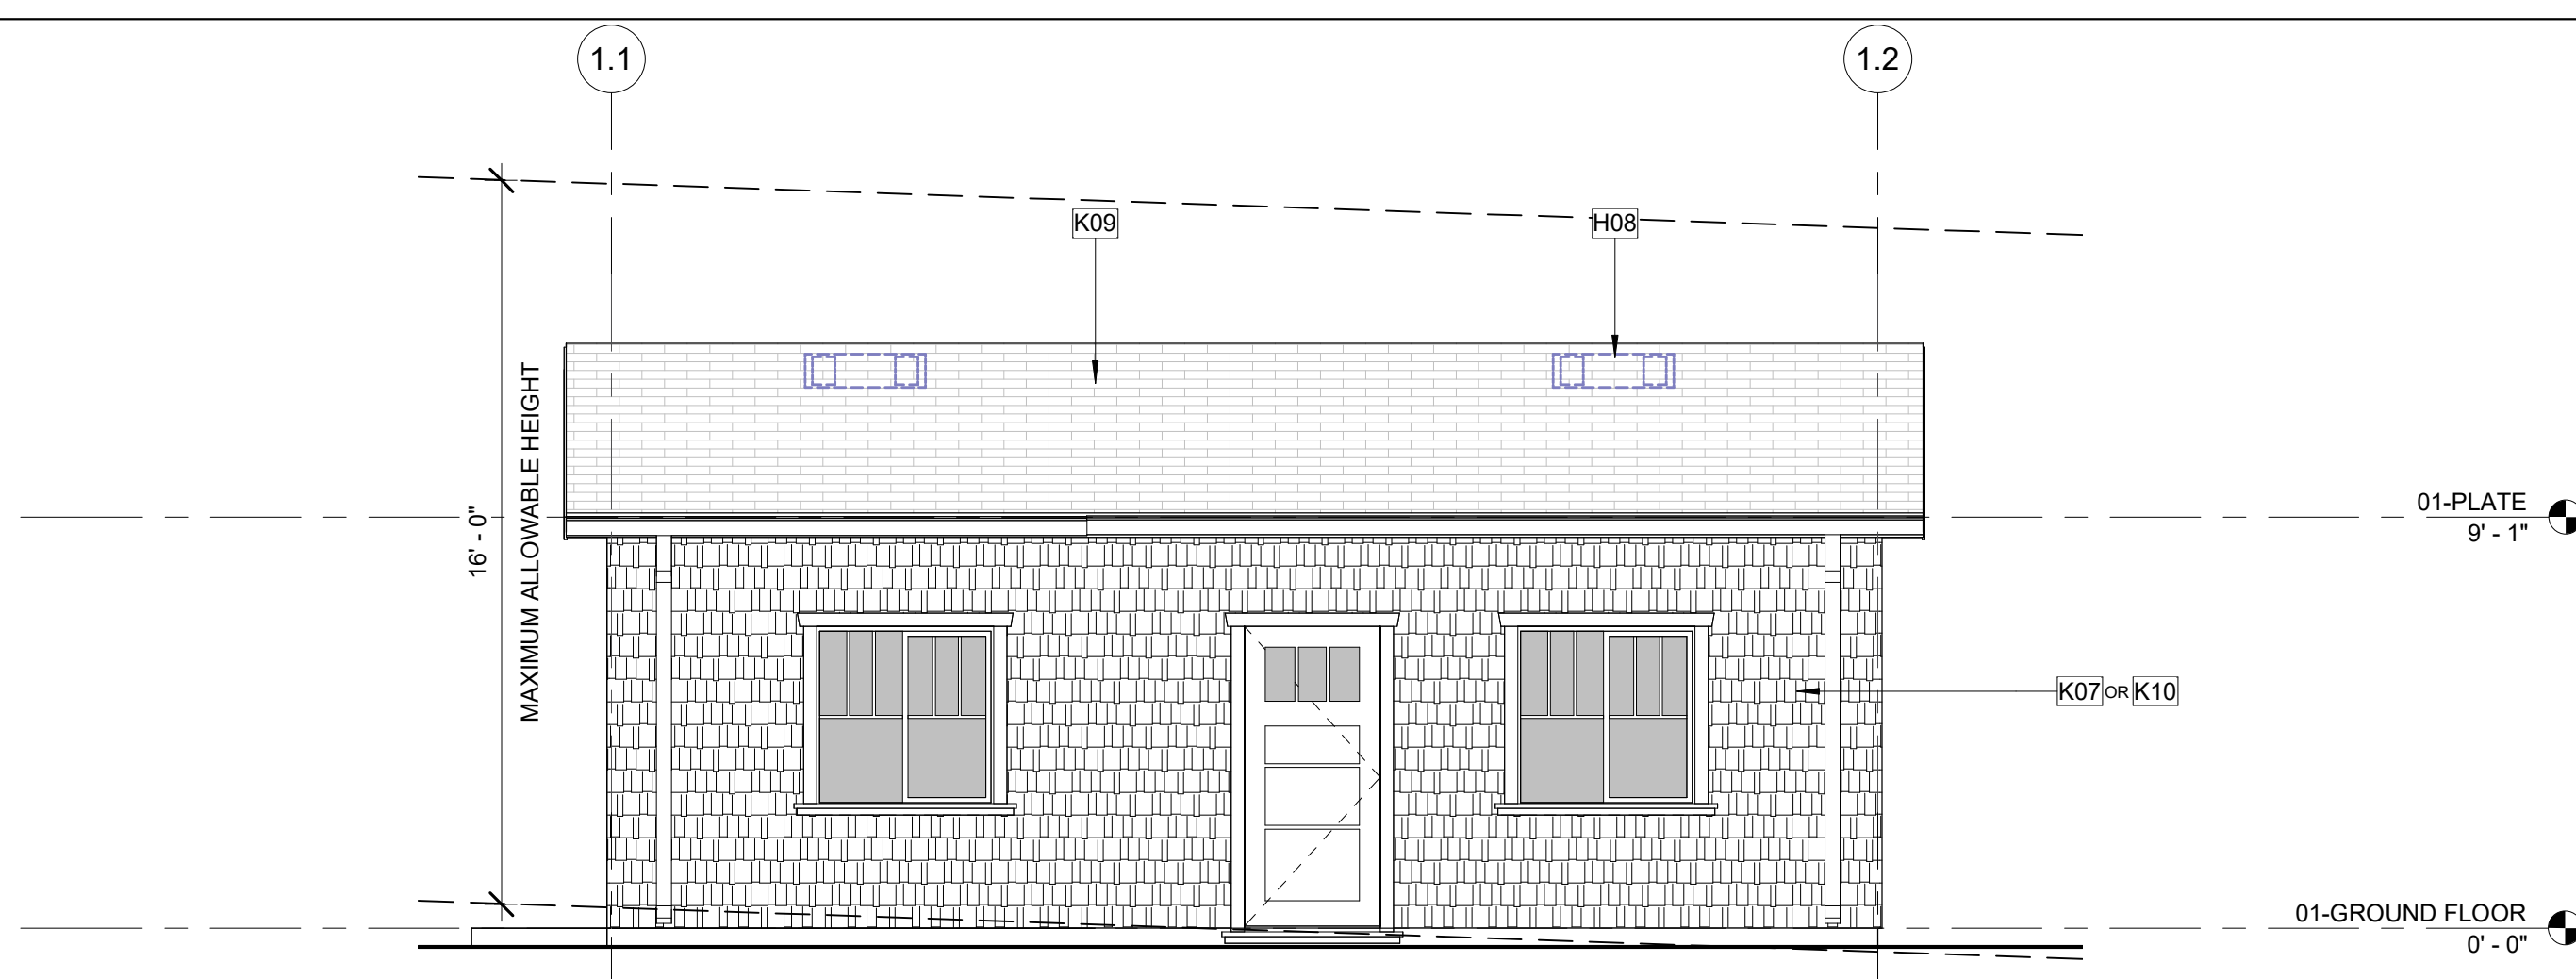 1.1
1.2
K09
H08
MAXIMUM ALLOWABLE HEIGHT
16' - 0"
01-PLATE
9' - 1"
K07 OR K10
01-GROUND FLOOR
0' - 0"